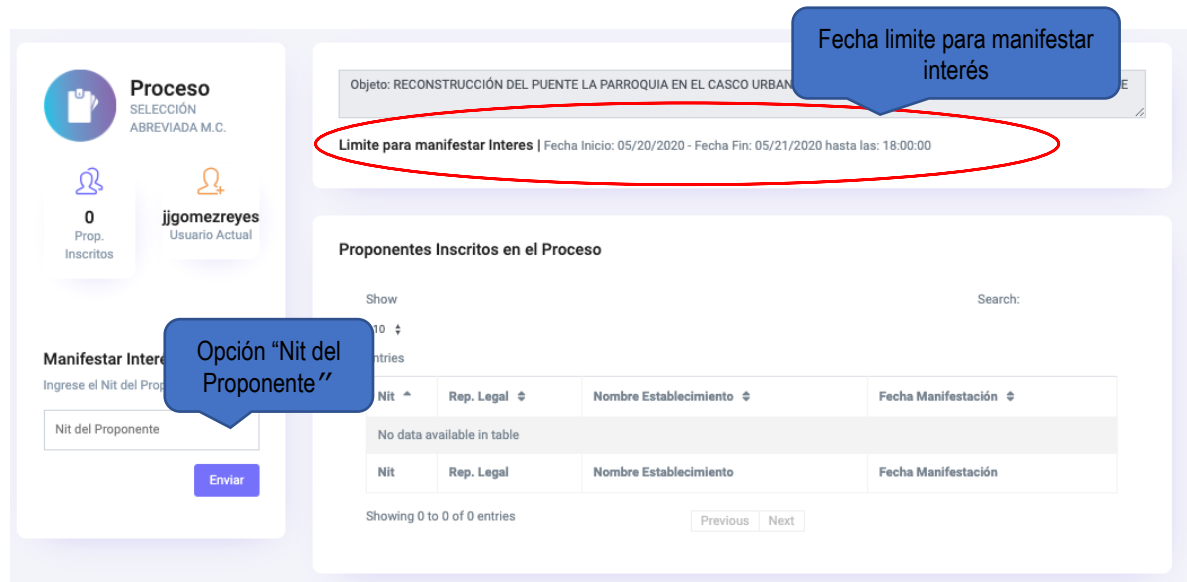 Fecha limite para manifestar
interés
Proceso
SELECCIÓN
ABREVIADA M.C.
0
Prop.
Inscritos
jjgomezreyes
Usuario Actual
Objeto: RECONSTRUCCIÓN DEL PUENTE LA PARROQUIA EN EL CASCO URBAN
Limite para manifestar Interes | Fecha Inicio: 05/20/2020 - Fecha Fin: 05/21/2020 hasta las: 18:00:00
Opción “Nit del
Proponente”
Manifestar Inter
Ingrese el Nit del Prop
Nit del Proponente
Enviar
Proponentes Inscritos en el Proceso
Show
10
entries
Search:
Nit Rep. Legal Nombre Establecimiento Fecha Manifestación
No data available in table
Nit Rep. Legal Nombre Establecimiento Fecha Manifestación
Showing 0 to 0 of 0 entries
Previous Next